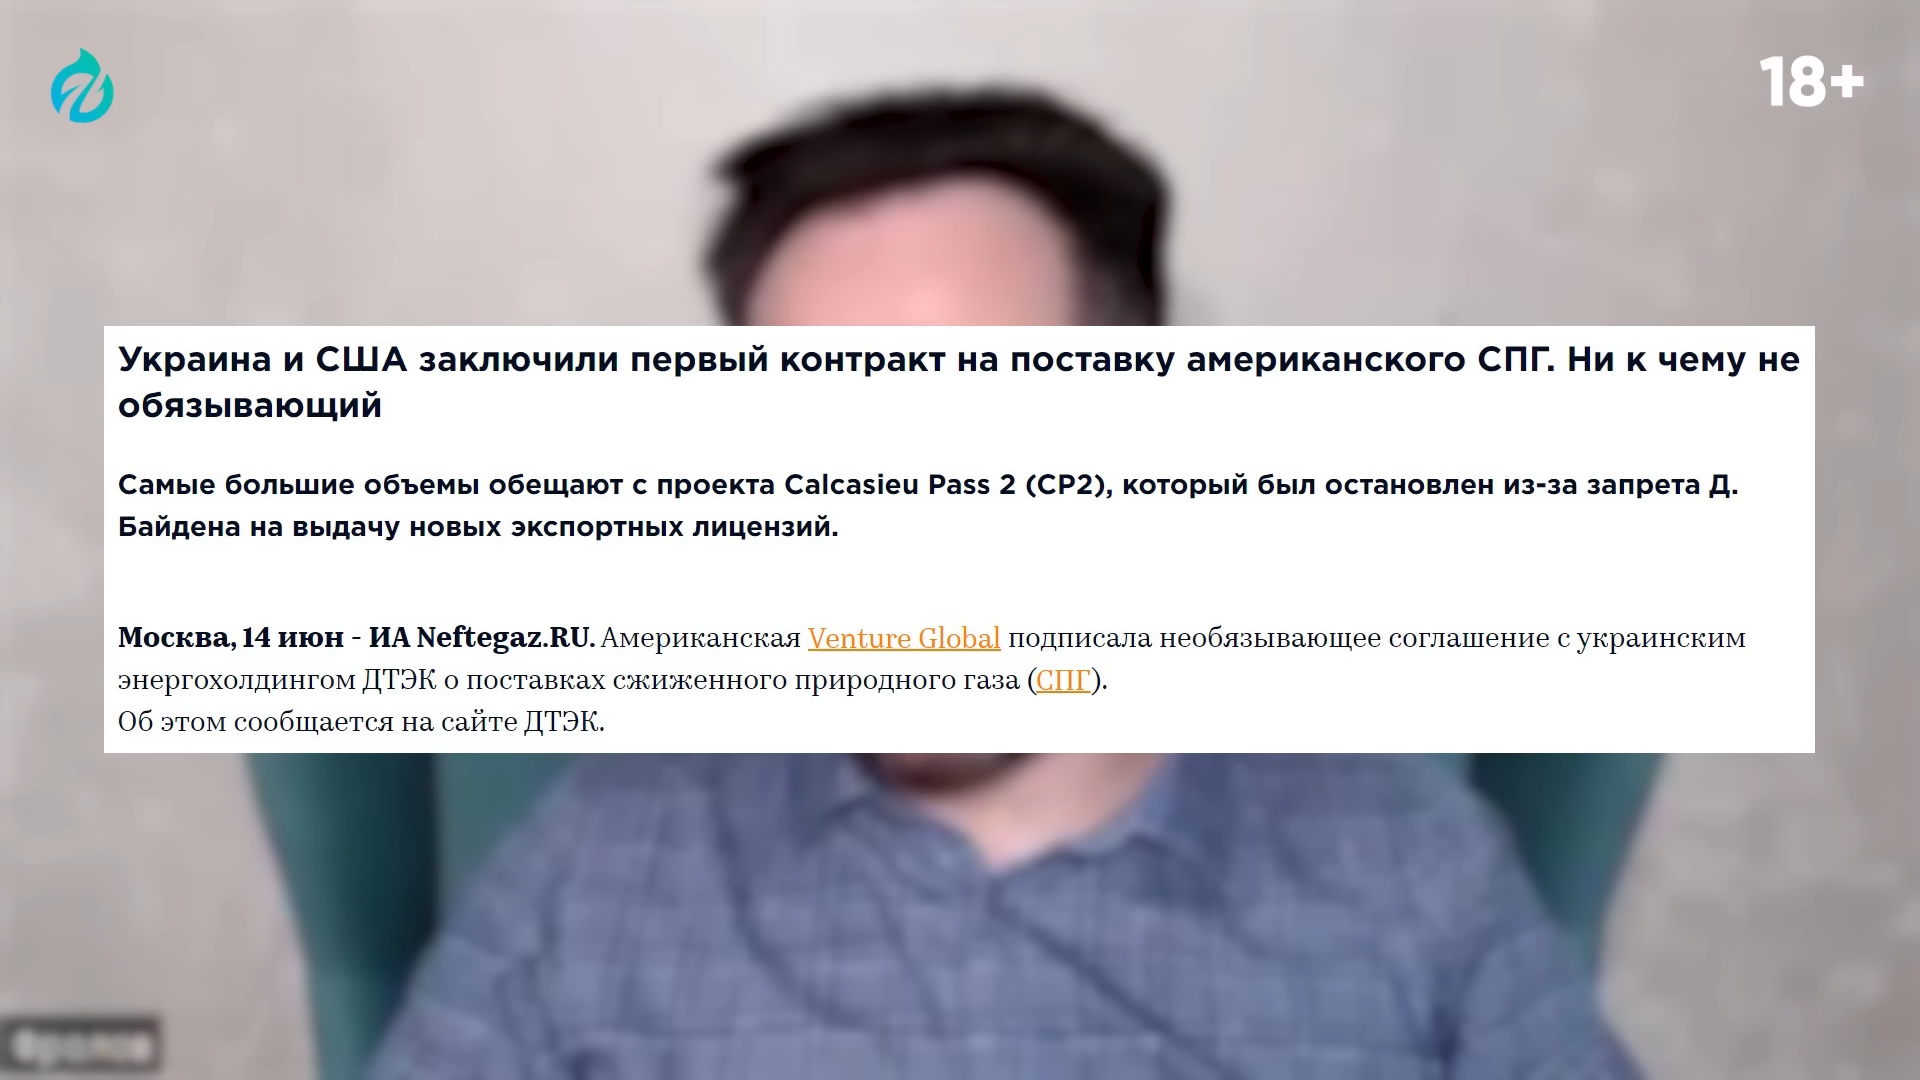 18+
Украина и США заключили первый контракт на поставку американского СПГ. Ни к чему не
обязывающий
Самые большие объемы обещают с проекта Calcasieu Pass 2 (CP2), который был остановлен из-за запрета Д.
Байдена на выдачу новых экспортных лицензий.
Москва, 14 июн - ИА Neftegaz.RU. Американская Venture Global подписала необязывающее соглашение с украинским
энергохолдингом ДТЭК о поставках сжиженного природного газа (СПГ).
Об этом сообщается на сайте ДТЭК.
Фролов